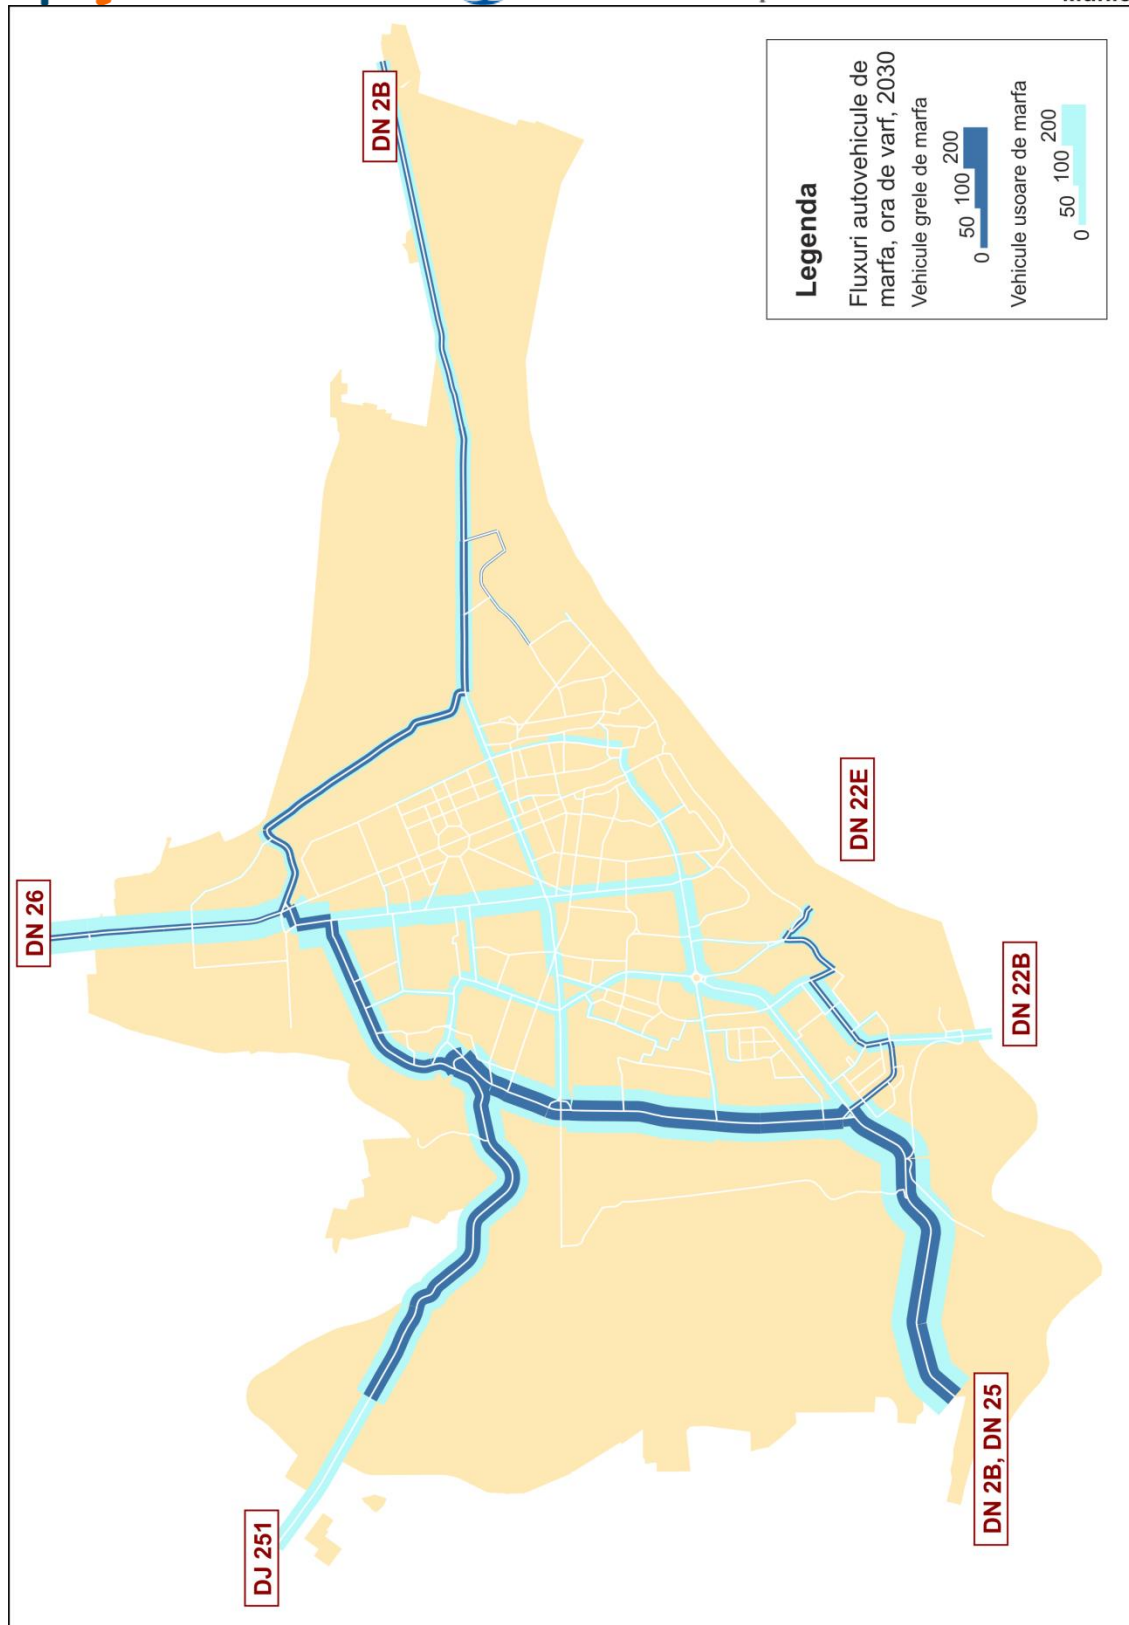 DN 26
DJ 251
DN 2B
Legenda
Fluxuri autovehicule de
marfa, ora de varf, 2030
Vehicule grele de marfa
0 50 100 200
Vehicule usoare de marfa
0 50 100 200
DN 22E
DN 2B, DN 25
DN 22B